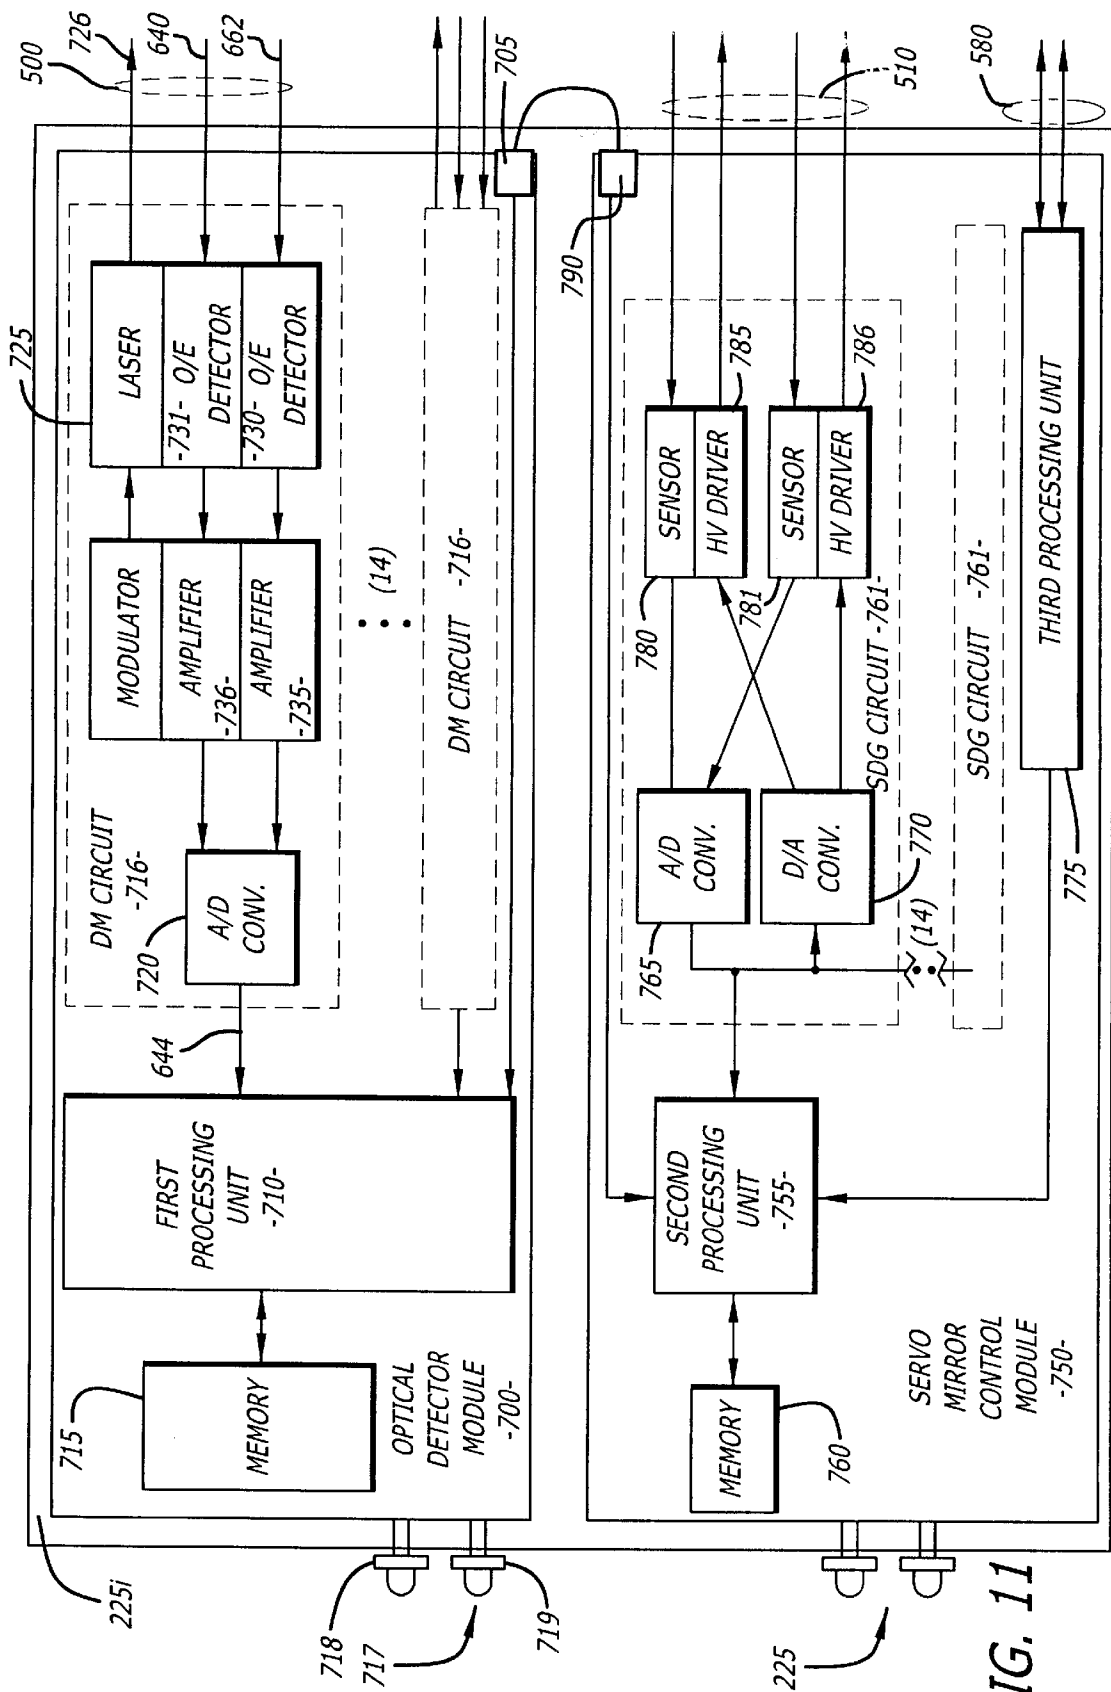 500
726
640
662
705
725
LASER
-731- O/E
DETECTOR
-730- O/E
DETECTOR
MODULATOR
AMPLIFIER
-736-
AMPLIFIER
-735-
(14)
DM CIRCUIT -716-
DM CIRCUIT
-716-
720
A/D
CONV.
644
FIRST
PROCESSING
UNIT
-710-
715
MEMORY
OPTICAL
DETECTOR
MODULE
-700-
225i
718
717
719
510
580
790
785
786
SENSOR
HV DRIVER
SENSOR
HV DRIVER
780
781
SDG CIRCUIT -761-
A/D
CONV.
D/A
CONV.
765
770
(14)
SDG CIRCUIT -761-
THIRD PROCESSING UNIT
775
SECOND
PROCESSING
UNIT
-755-
MEMORY
760
SERVO
MIRROR
CONTROL
MODULE
-750-
225
IG. 11